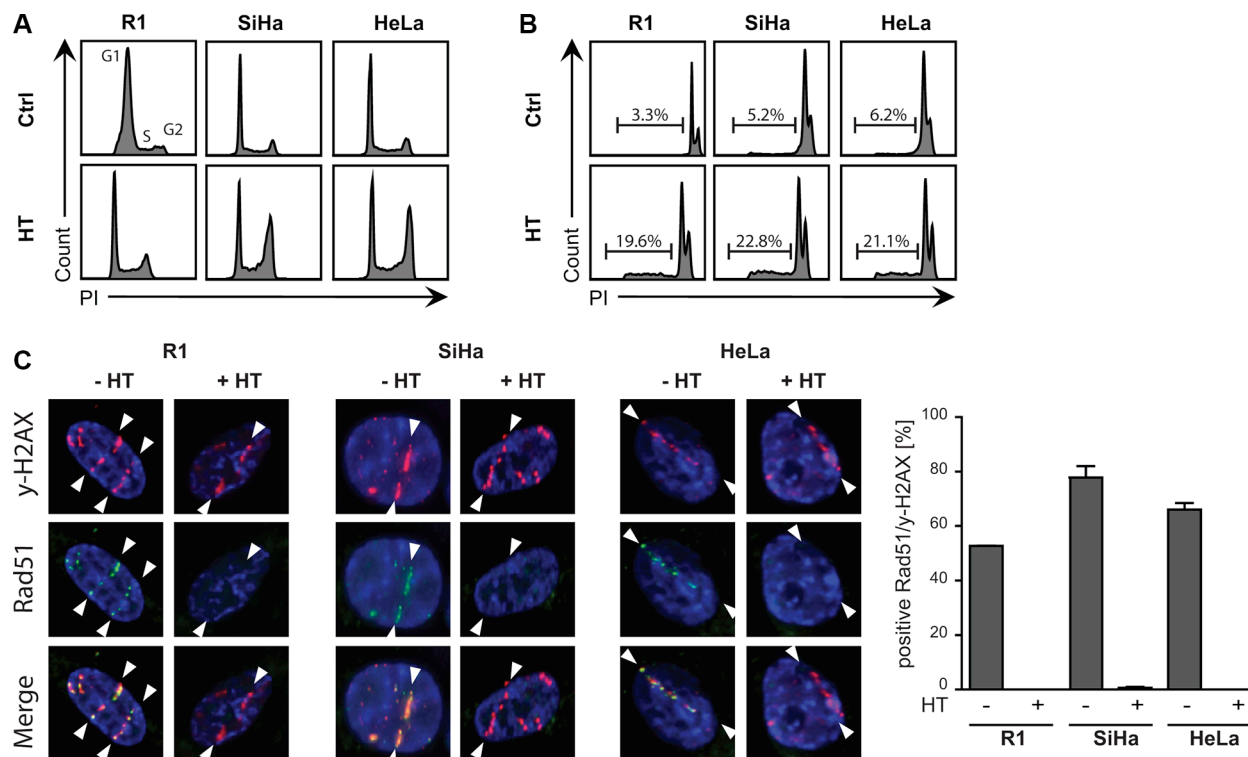 A
R1 SiHa HeLa
Ctrl
G1
S
G2
HT
Count
PI
B
R1 SiHa HeLa
Ctrl
3.3% 5.2% 6.2%
HT
19.6% 22.8% 21.1%
Count
PI
C
R1 SiHa HeLa
- HT + HT - HT + HT - HT + HT
y-H2AX
Rad51
Merge
positive Rad51/y-H2AX [%]
100
80
60
40
20
0
HT - + - + - +
R1 SiHa HeLa